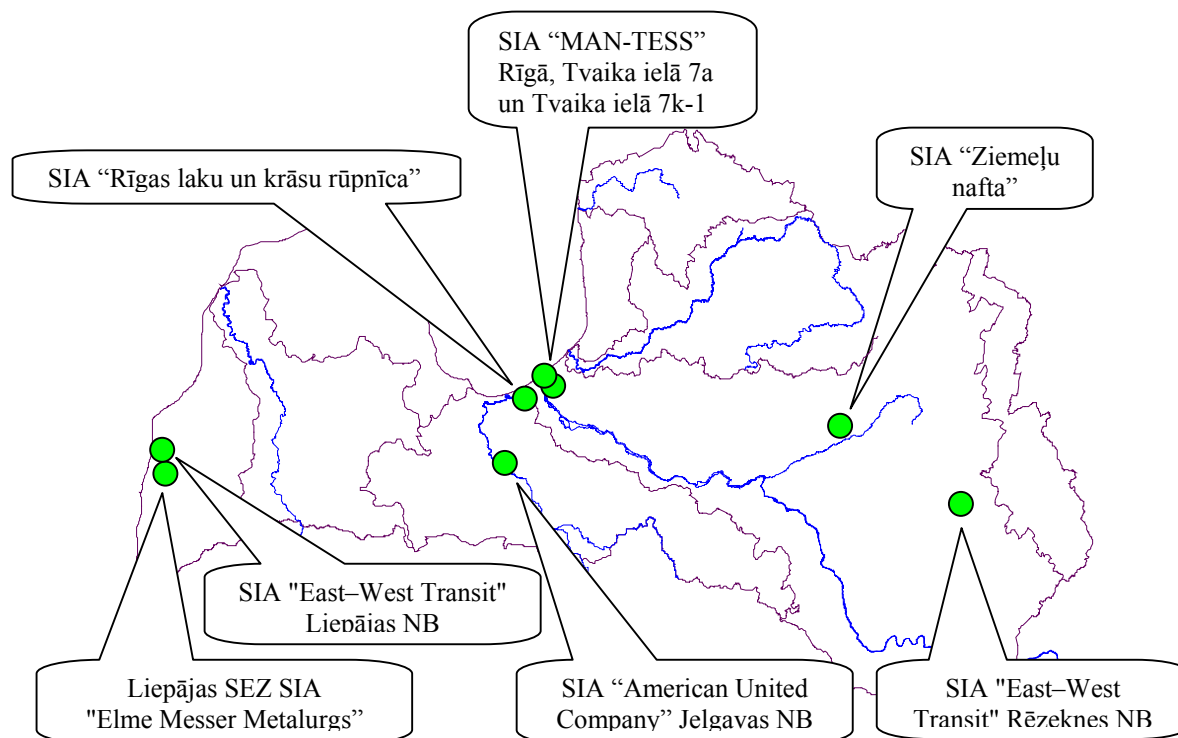 SIA “MAN-TESS”
Rīgā, Tvaika ielā 7a
un Tvaika ielā 7k-1
SIA “Rīgas laku un krāsu rūpnīca”
SIA “Ziemeļu
nafta”
SIA "East–West Transit"
Liepājas NB
Liepājas SEZ SIA
"Elme Messer Metalurgs”
SIA “American United
Company” Jelgavas NB
SIA "East–West
Transit" Rēzeknes NB